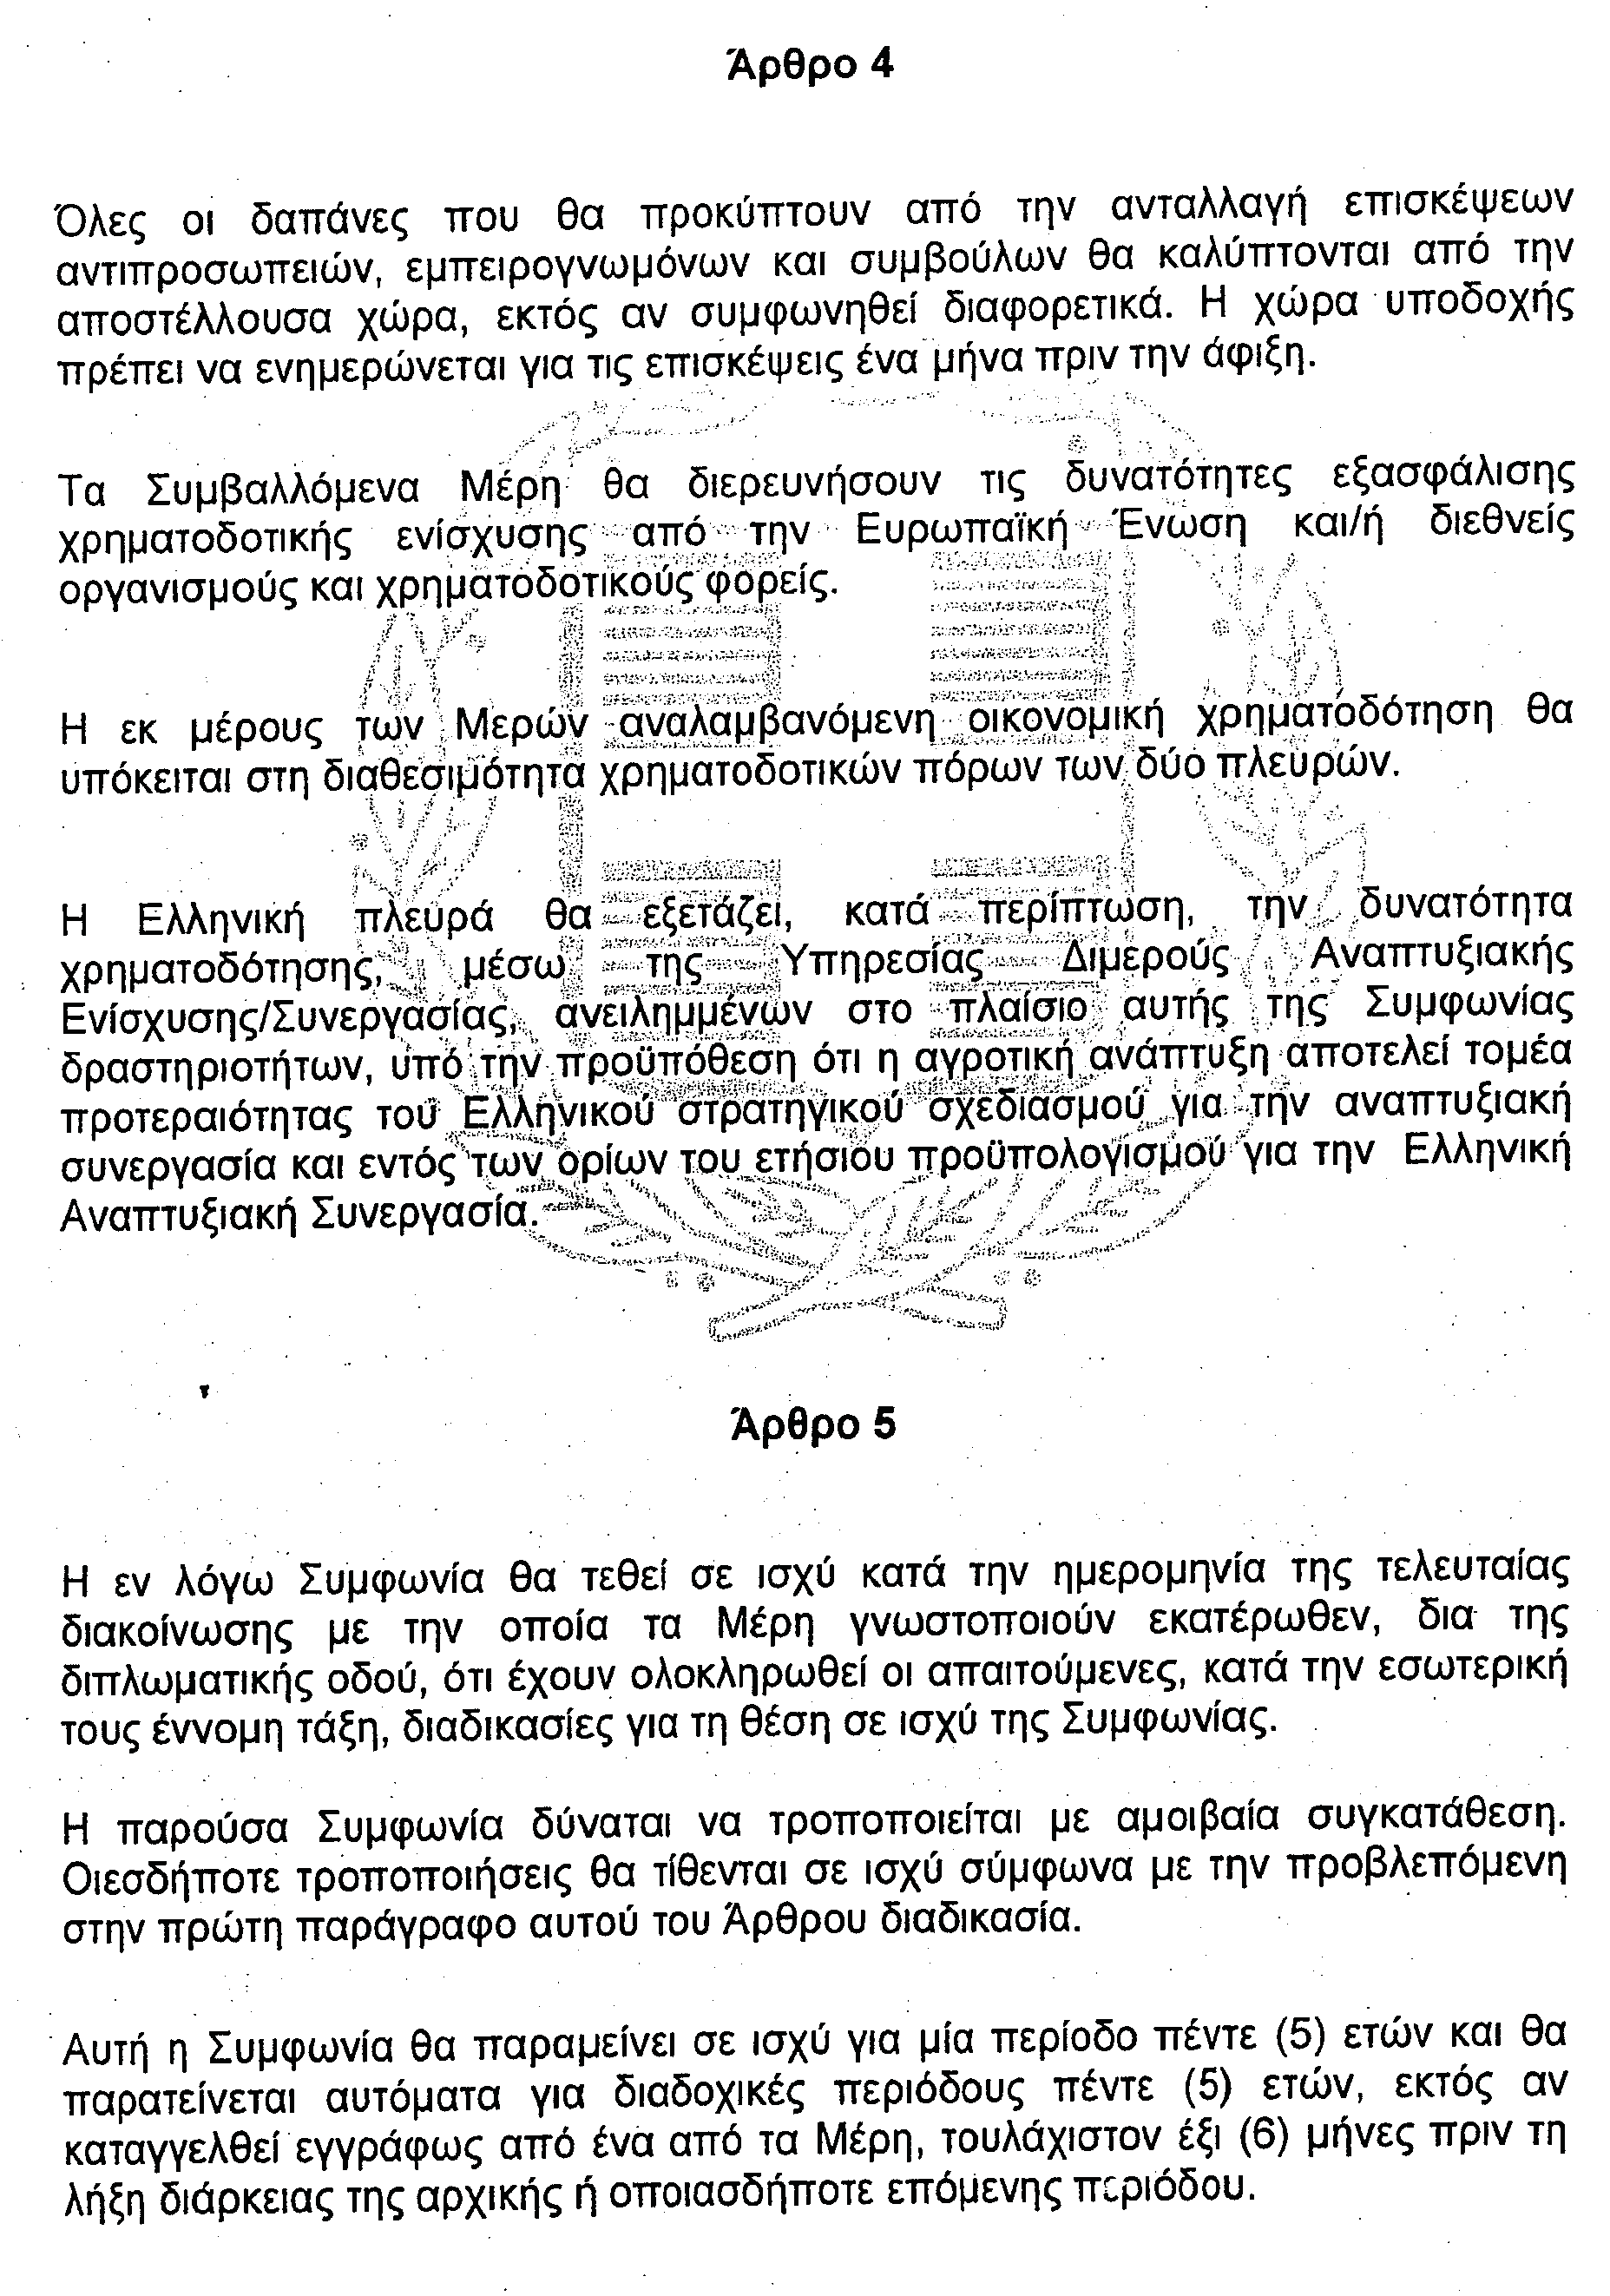 Άρθρο 4
Όλες οι δαπάνες που θα προκύπτουν από την ανταλλαγή επισκέψεων
αντιπροσωπειών, εμπειρογνωμόνων και συμβούλων θα καλύπτονται από την
αποστέλλουσα χώρα, εκτός αν συμφωνηθεί διαφορετικά. Η χώρα υποδοχής
πρέπει να ενημερώνεται για τις επισκέψεις ένα μήνα πριν την άφιξη.
Τα Συμβαλλόμενα Μέρη θα διερευνήσουν τις δυνατότητες εξασφάλισης
χρηματοδοτικής ενίσχυσης από την Ευρωπαϊκή Ένωση και/ή διεθνείς
οργανισμούς και χρηματοδοτικούς φορείς.
Η εκ μέρους των Μερών αναλαμβανόμενη οικονομική χρηματοδότηση θα
υπόκειται στη διαθεσιμότητα χρηματοδοτικών πόρων των δύο πλευρών.
Η Ελληνική πλευρά θα εξετάζει, κατά περίπτωση, την δυνατότητα
χρηματοδότησης, μέσω της Υπηρεσίας Διμερούς Αναπτυξιακής
Ενίσχυσης/Συνεργασίας, ανειλημμένων στο πλαίσιο αυτής της Συμφωνίας
δραστηριοτήτων, υπό την προϋπόθεση ότι η αγροτική ανάπτυξη αποτελεί τομέα
προτεραιότητας του Ελληνικού στρατηγικού σχεδιασμού για την αναπτυξιακή
συνεργασία και εντός των ορίων του ετήσιου προϋπολογισμού για την Ελληνική
Αναπτυξιακή Συνεργασία.
Άρθρο 5
Η εν λόγω Συμφωνία θα τεθεί σε ισχύ κατά την ημερομηνία της τελευταίας
διακοίνωσης με την οποία τα Μέρη γνωστοποιούν εκατέρωθεν, δια της
διπλωματικής οδού, ότι έχουν ολοκληρωθεί οι απαιτούμενες, κατά την εσωτερική
τους έννομη τάξη, διαδικασίες για τη θέση σε ισχύ της Συμφωνίας.
Η παρούσα Συμφωνία δύναται να τροποποιείται με αμοιβαία συγκατάθεση.
Οιεσδήποτε τροποποιήσεις θα τίθενται σε ισχύ σύμφωνα με την προβλεπόμενη
στην πρώτη παράγραφο αυτού του Άρθρου διαδικασία.
Αυτή η Συμφωνία θα παραμείνει σε ισχύ για μία περίοδο πέντε (5) ετών και θα
παρατείνεται αυτόματα για διαδοχικές περιόδους πέντε (5) ετών, εκτός αν
καταγγελθεί εγγράφως από ένα από τα Μέρη, τουλάχιστον έξι (6) μήνες πριν τη
λήξη διάρκειας της αρχικής ή οποιασδήποτε επόμενης περιόδου.